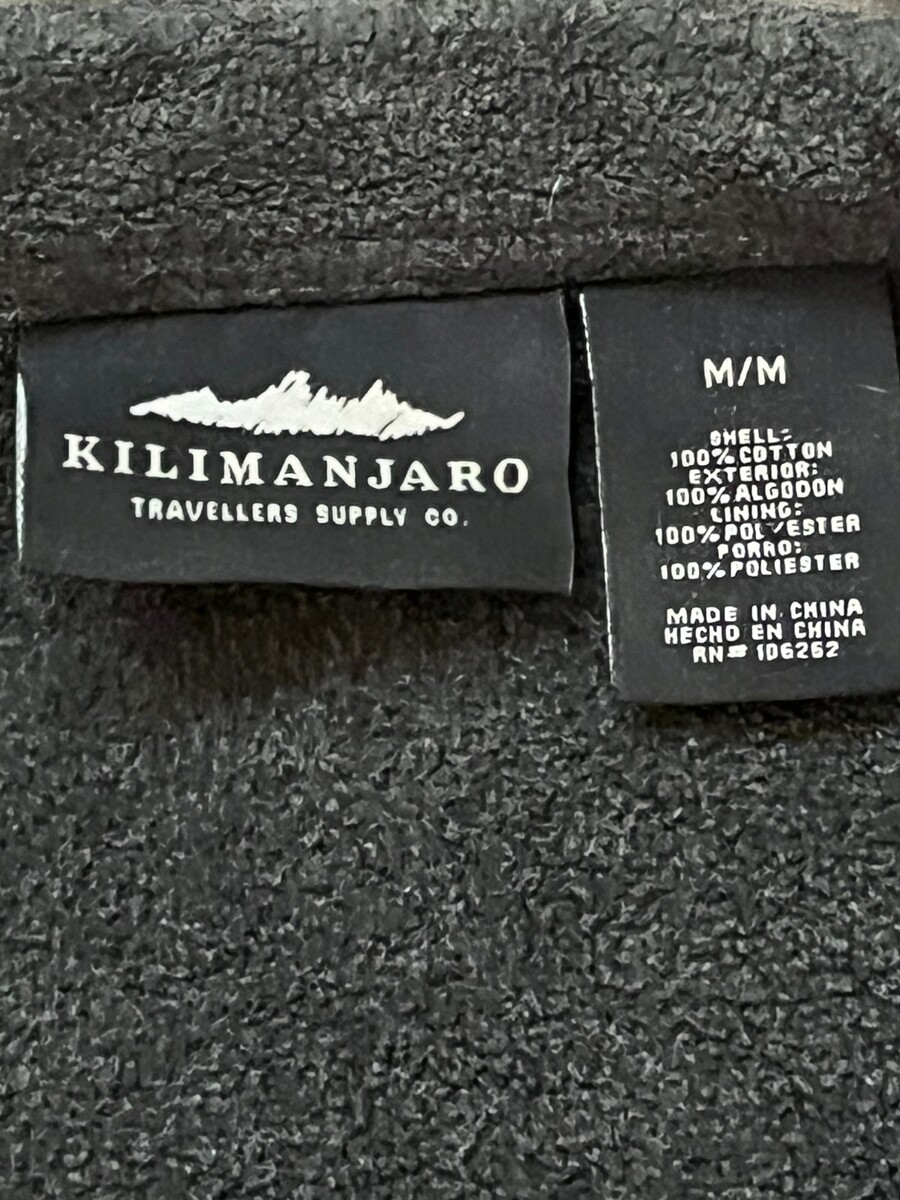 KILIMANJARO
TRAVELLERS SUPPLY CO.
M/M
SHELL:
100% COTTON
EXTERIOR:
100% ALGODON
LINING:
100% POLYESTER
FORRO:
100% POLIESTER
MADE IN CHINA
HECHO EN CHINA
RN# 106262